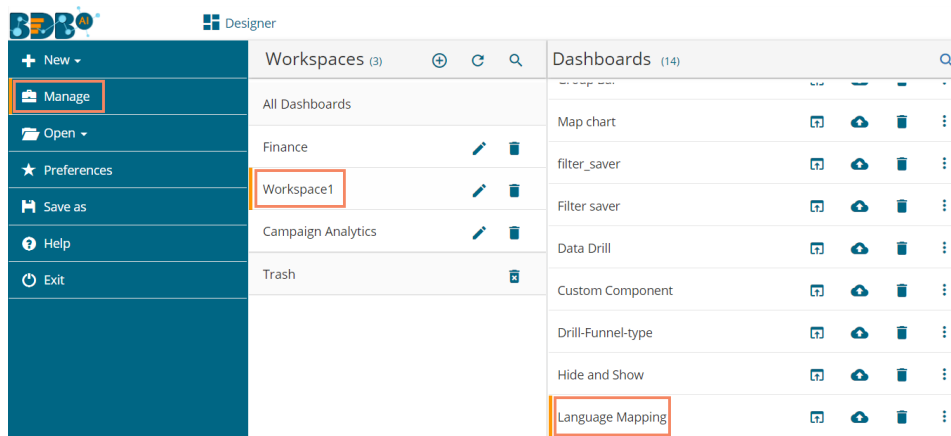 BDB AI
Designer
New
Manage
Open
Preferences
Save as
Help
Exit
Workspaces (3)
All Dashboards
Finance
Workspace1
Campaign Analytics
Trash
Dashboards (14)
Map chart
filter_saver
Filter saver
Data Drill
Custom Component
Drill-Funnel-type
Hide and Show
Language Mapping